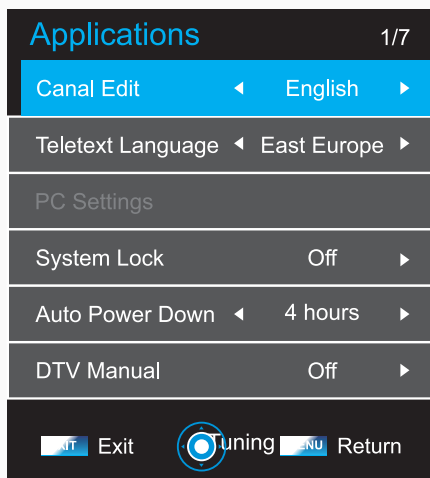 Applications 1/7
Canal Edit English
Teletext Language East Europe
PC Settings
System Lock Off
Auto Power Down 4 hours
DTV Manual Off
Exit Tuning Return